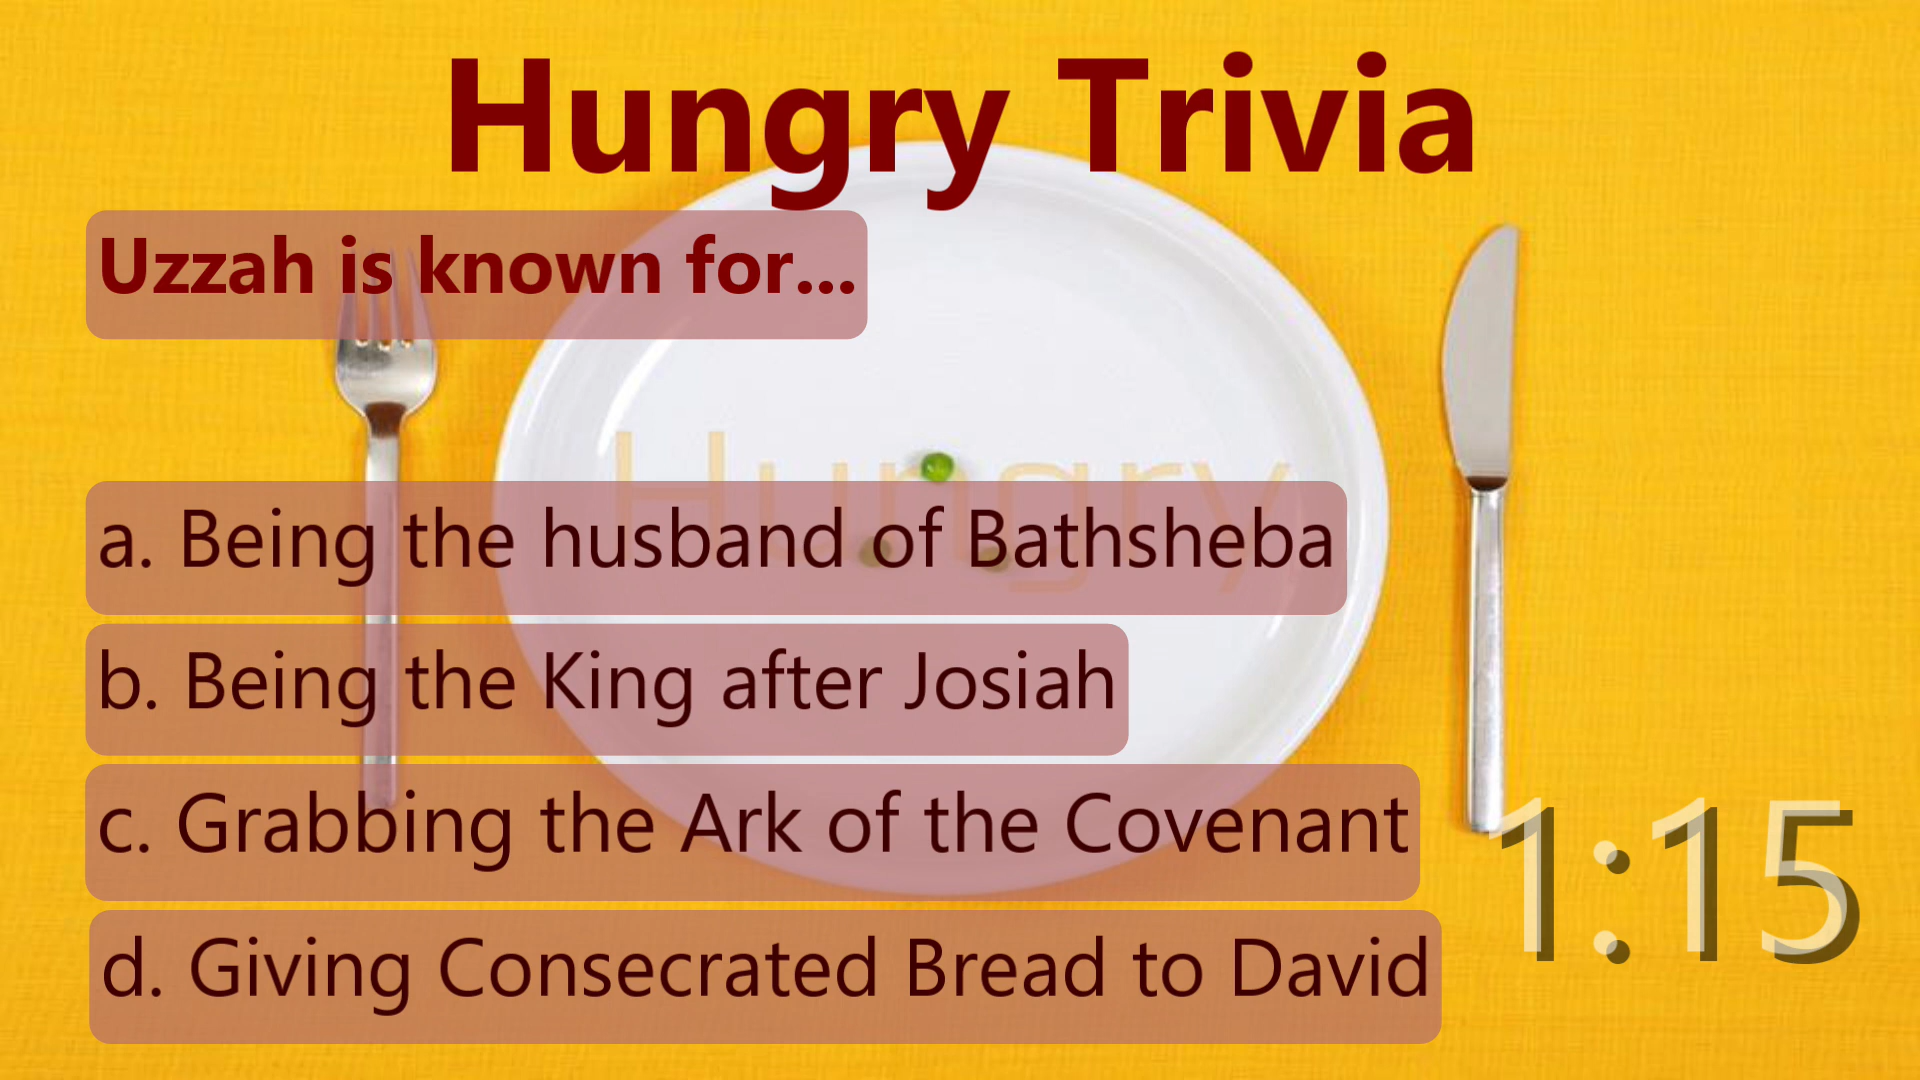 Hungry Trivia
Uzzah is known for...
Hungry
a. Being the husband of Bathsheba
b. Being the King after Josiah
c. Grabbing the Ark of the Covenant
d. Giving Consecrated Bread to David
1:15